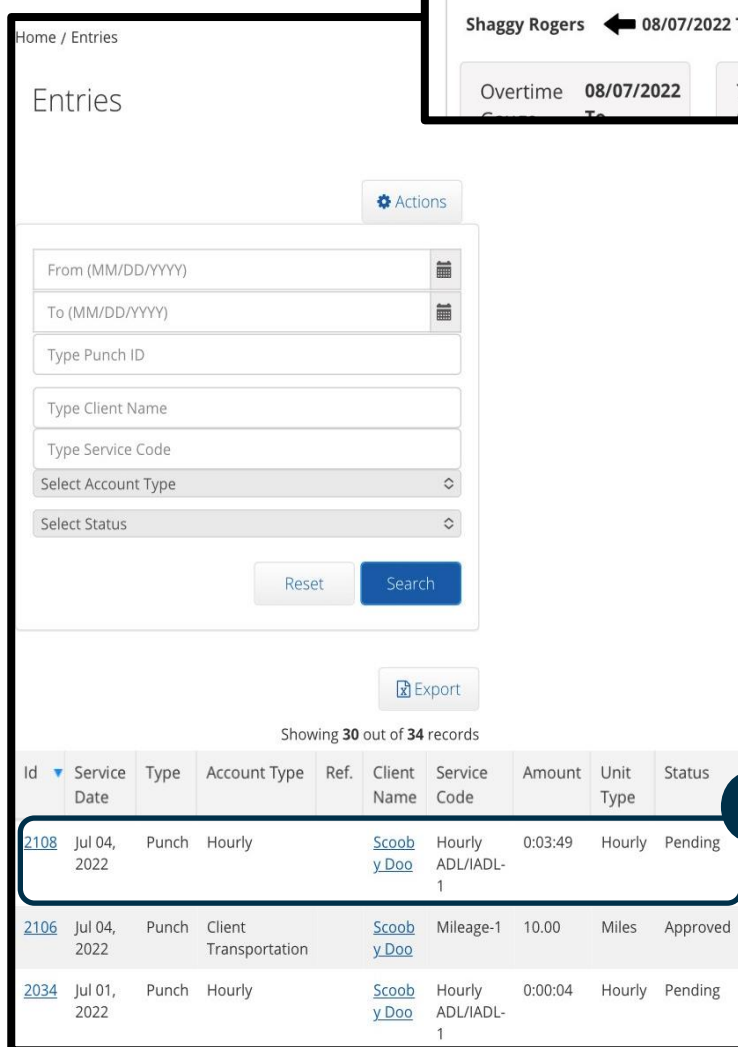 Shaggy Rogers 08/07/2022
Overtime 08/07/2022
To
Home / Entries
Entries
Actions
From (MM/DD/YYYY)
To (MM/DD/YYYY)
Type Punch ID
Type Client Name
Type Service Code
Select Account Type
Select Status
Reset Search
Export
Showing 30 out of 34 records
Id Service Type Account Type Ref. Client Service Amount Unit Status
Date Name Code Type
2108 Jul 04, Punch Hourly Scoob Hourly 0:03:49 Hourly Pending
2022 y Doo ADL/IADL-
1
2106 Jul 04, Punch Client Scoob Mileage-1 10.00 Miles Approved
2022 Transportation y Doo
2034 Jul 01, Punch Hourly Scoob Hourly 0:00:04 Hourly Pending
2022 y Doo ADL/IADL-
1